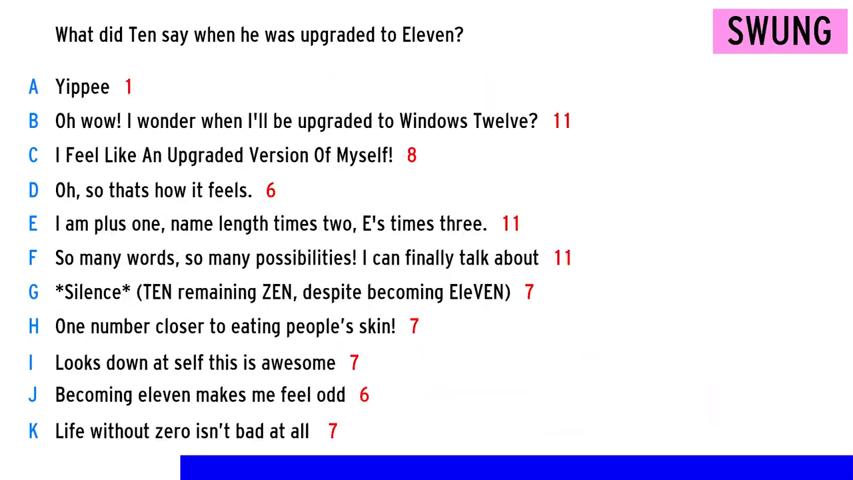 What did Ten say when he was upgraded to Eleven?
SWUNG
A Yippee 1
B Oh wow! I wonder when I'll be upgraded to Windows Twelve? 11
C I Feel Like An Upgraded Version Of Myself! 8
D Oh, so thats how it feels. 6
E I am plus one, name length times two, E's times three. 11
F So many words, so many possibilities! I can finally talk about 11
G *Silence* (TEN remaining ZEN, despite becoming EleVEN) 7
H One number closer to eating people's skin! 7
I Looks down at self this is awesome 7
J Becoming eleven makes me feel odd 6
K Life without zero isn't bad at all 7